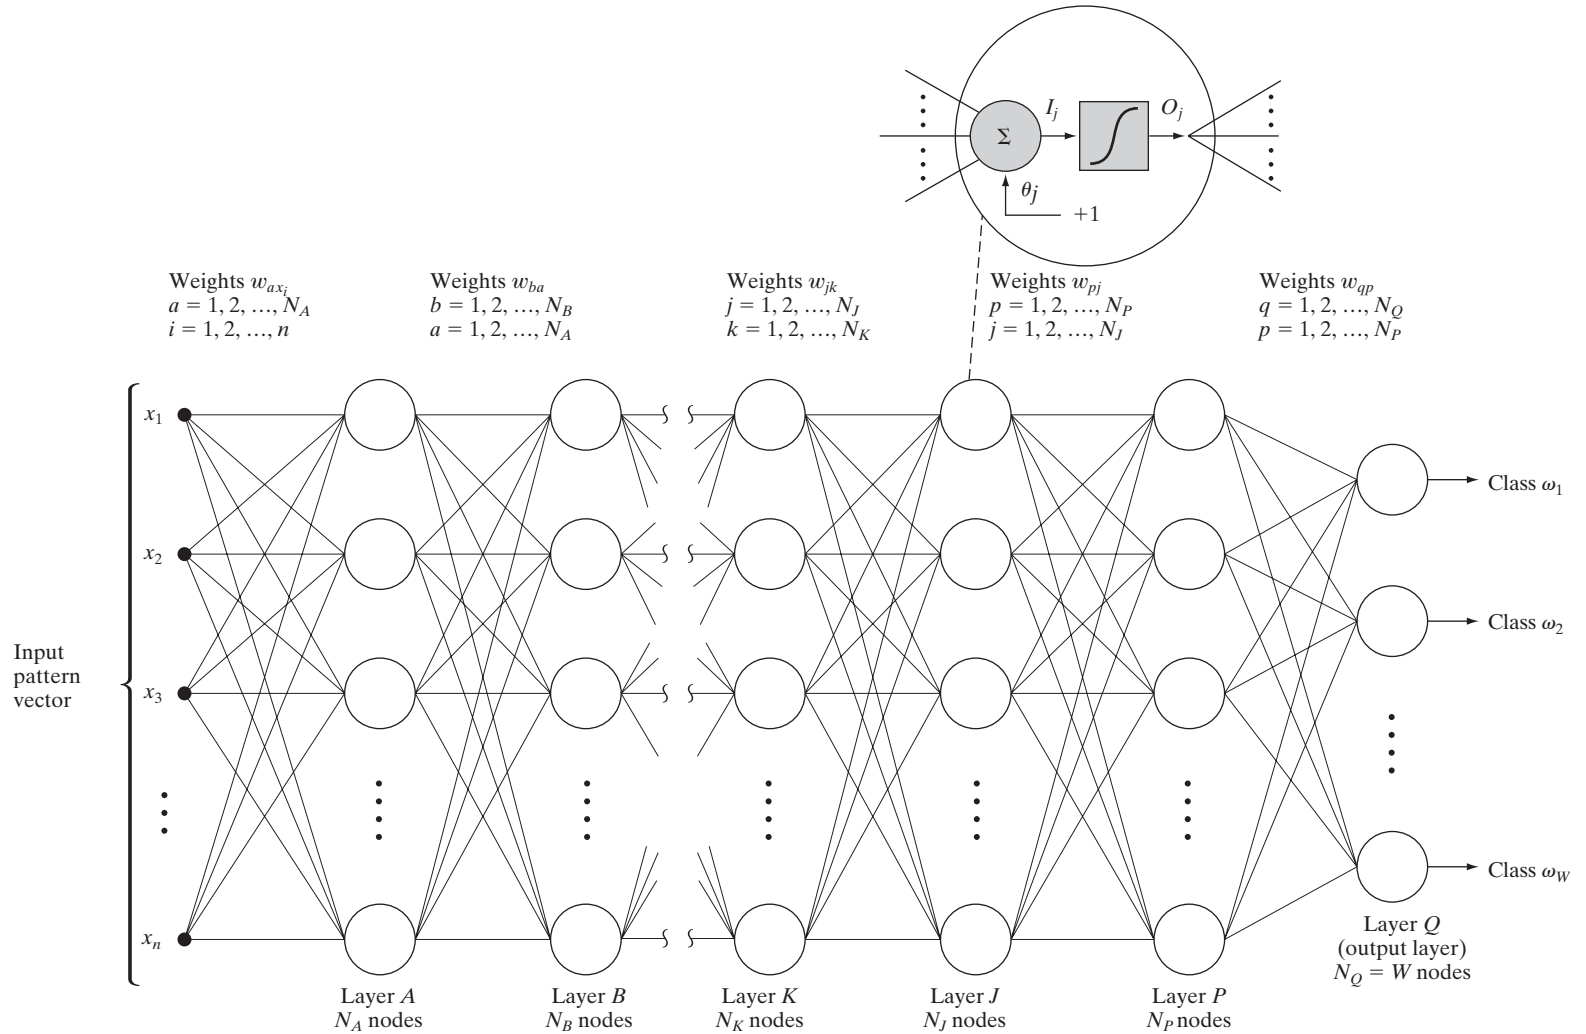 I_j
O_j
Σ
θ_j
+1
Weights w_{ax_i}
a = 1, 2, …, N_A
i = 1, 2, …, n
Weights w_{ba}
b = 1, 2, …, N_B
a = 1, 2, …, N_A
Weights w_{jk}
j = 1, 2, …, N_J
k = 1, 2, …, N_K
Weights w_{pj}
p = 1, 2, …, N_P
j = 1, 2, …, N_J
Weights w_{qp}
q = 1, 2, …, N_Q
p = 1, 2, …, N_P
Input
pattern
vector
x_1
x_2
x_3
x_n
Class ω_1
Class ω_2
Class ω_W
Layer A
N_A nodes
Layer B
N_B nodes
Layer K
N_K nodes
Layer J
N_J nodes
Layer P
N_P nodes
Layer Q
(output layer)
N_Q = W nodes